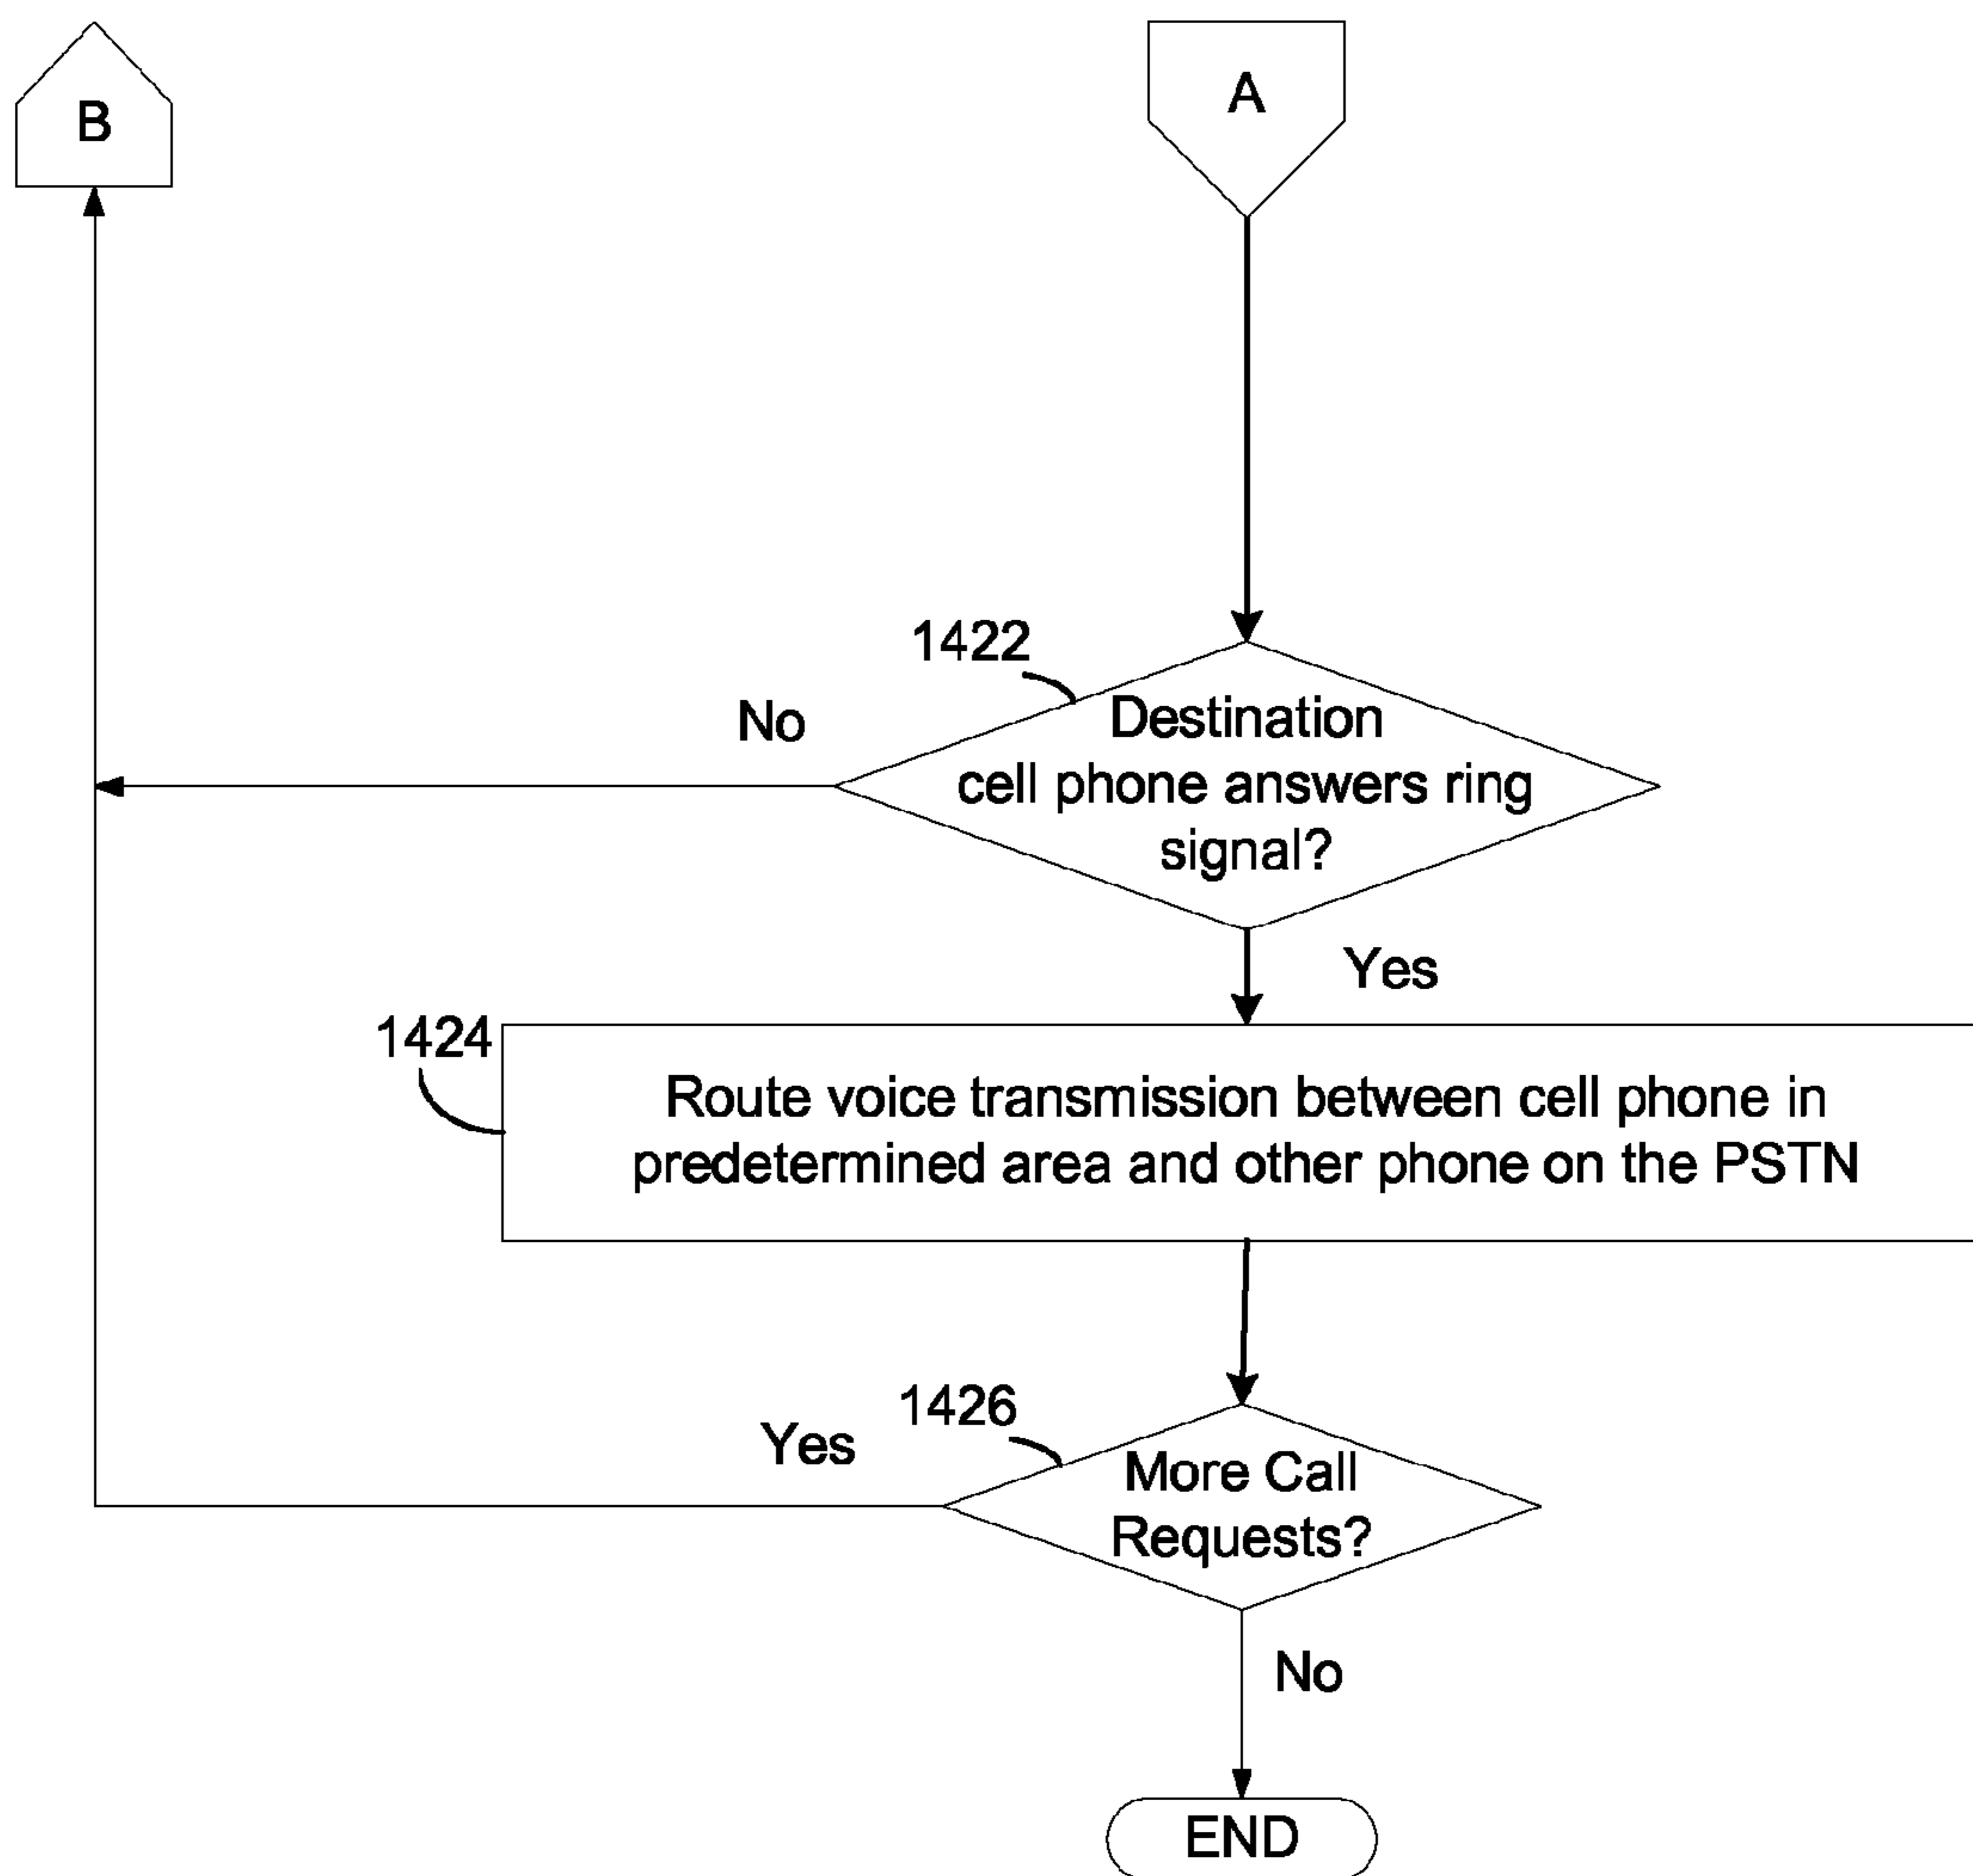 B
A
1422
No
Destination
cell phone answers ring
signal?
Yes
1424
Route voice transmission between cell phone in
predetermined area and other phone on the PSTN
1426
Yes
More Call
Requests?
No
END